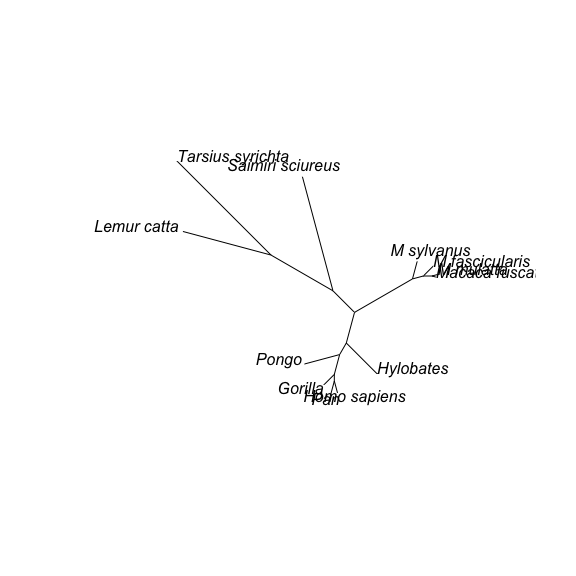 Tarsius syrichta
Saimiri sciureus
Lemur catta
M sylvanus
M fascicularis
M mulatta
Macaca fuscat
Pongo
Hylobates
Gorilla
Homo sapiens
Pan